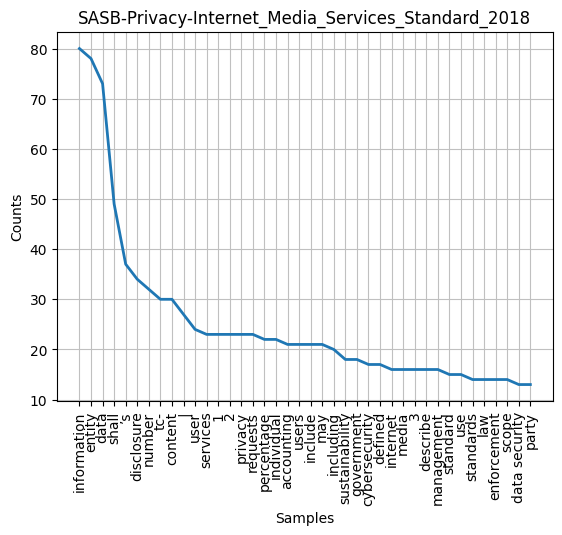 SASB-Privacy-Internet_Media_Services_Standard_2018
80
70
60
50
40
30
20
10
Counts
information
entity
data
shall
s
disclosure
number
tc-
content
l
user
services
1
2
privacy
requests
percentage
individual
accounting
users
include
may
including
sustainability
government
cybersecurity
defined
internet
media
3
describe
management
standard
use
standards
law
enforcement
scope
data security
party
Samples